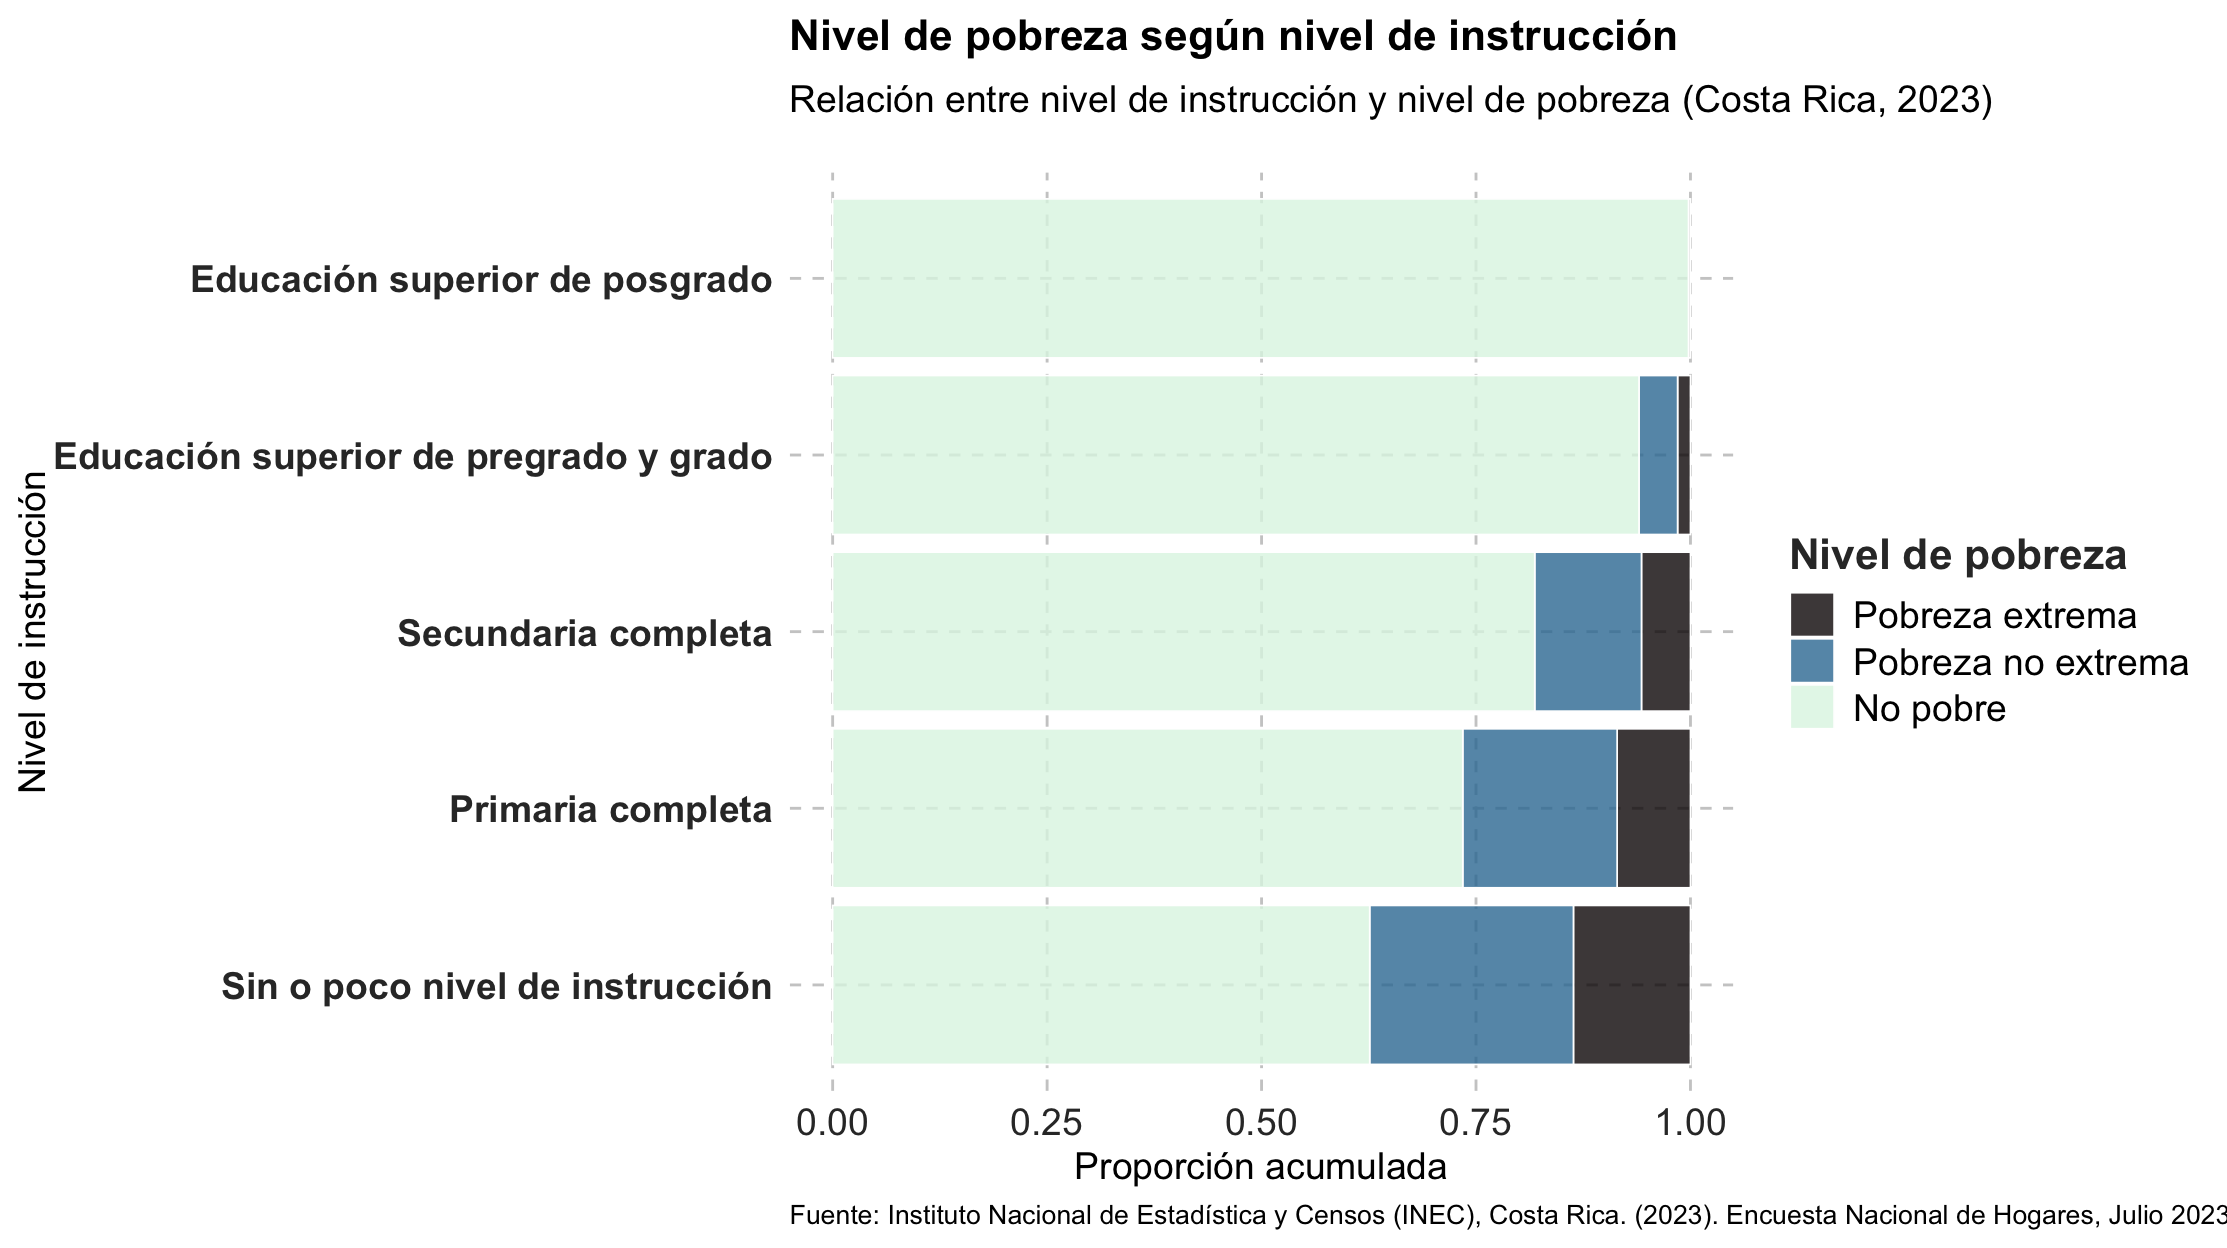 Nivel de pobreza según nivel de instrucción
Relación entre nivel de instrucción y nivel de pobreza (Costa Rica, 2023)
Nivel de instrucción
Educación superior de posgrado
Educación superior de pregrado y grado
Secundaria completa
Primaria completa
Sin o poco nivel de instrucción
Nivel de pobreza
Pobreza extrema
Pobreza no extrema
No pobre
0.00 0.25 0.50 0.75 1.00
Proporción acumulada
Fuente: Instituto Nacional de Estadística y Censos (INEC), Costa Rica. (2023). Encuesta Nacional de Hogares, Julio 2023